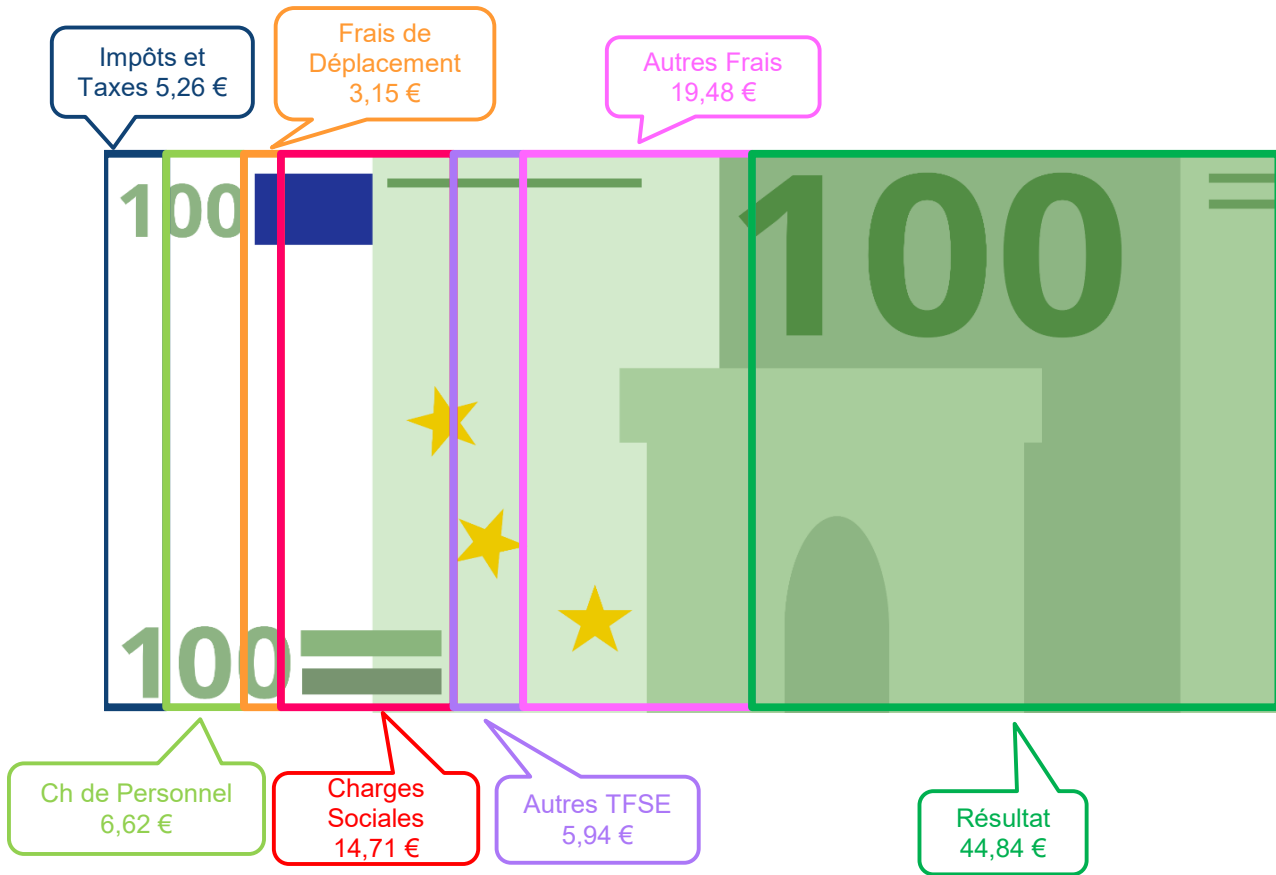 Impôts et
Taxes 5,26 €
Frais de
Déplacement
3,15 €
Autres Frais
19,48 €
100
100
100
Ch de Personnel
6,62 €
Charges
Sociales
14,71 €
Autres TFSE
5,94 €
Résultat
44,84 €